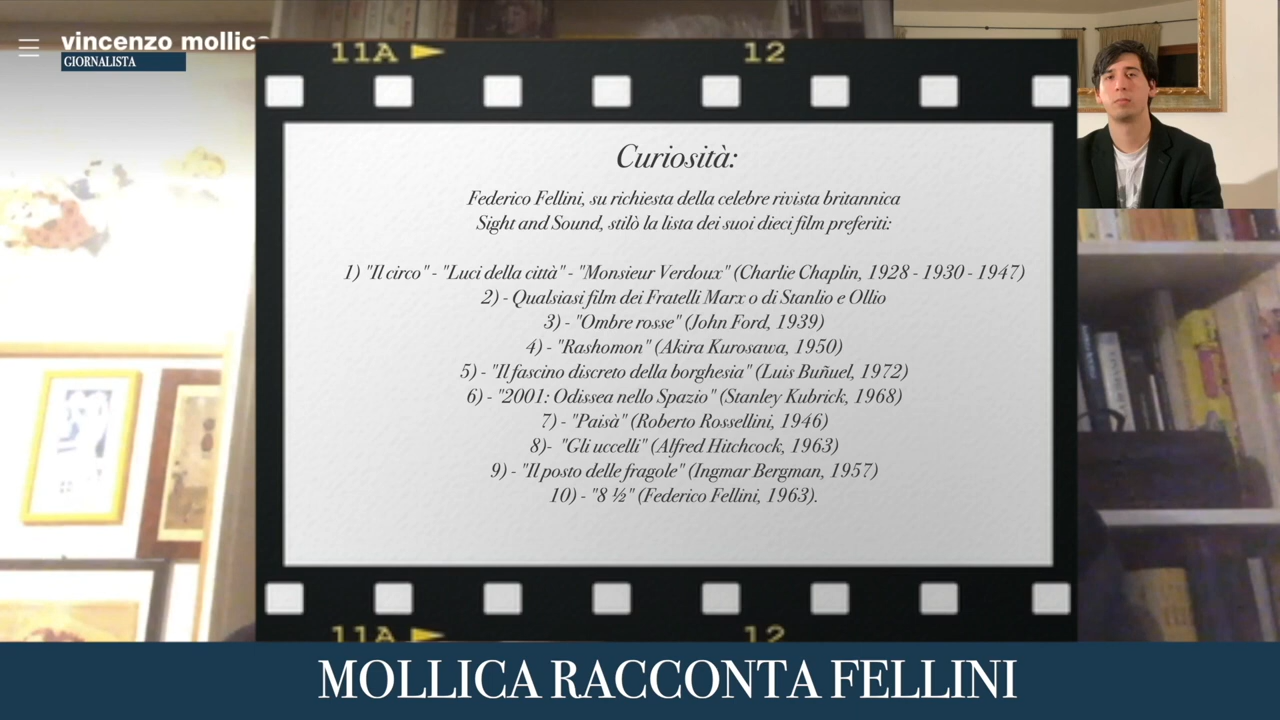 vincenzo mollica
GIORNALISTA
11A 12
Curiosità:
Federico Fellini, su richiesta della celebre rivista britannica
Sight and Sound, stilò la lista dei suoi dieci film preferiti:
1) "Il circo" - "Luci della città" - "Monsieur Verdoux" (Charlie Chaplin, 1928 - 1930 - 1947)
2) - Qualsiasi film dei Fratelli Marx o di Stanlio e Ollio
3) - "Ombre rosse" (John Ford, 1939)
4) - "Rashomon" (Akira Kurosawa, 1950)
5) - "Il fascino discreto della borghesia" (Luis Buñuel, 1972)
6) - "2001: Odissea nello Spazio" (Stanley Kubrick, 1968)
7) - "Paisà" (Roberto Rossellini, 1946)
8)- "Gli uccelli" (Alfred Hitchcock, 1963)
9) - "Il posto delle fragole" (Ingmar Bergman, 1957)
10) - "8 ½" (Federico Fellini, 1963).
11A 12
MOLLICA RACCONTA FELLINI